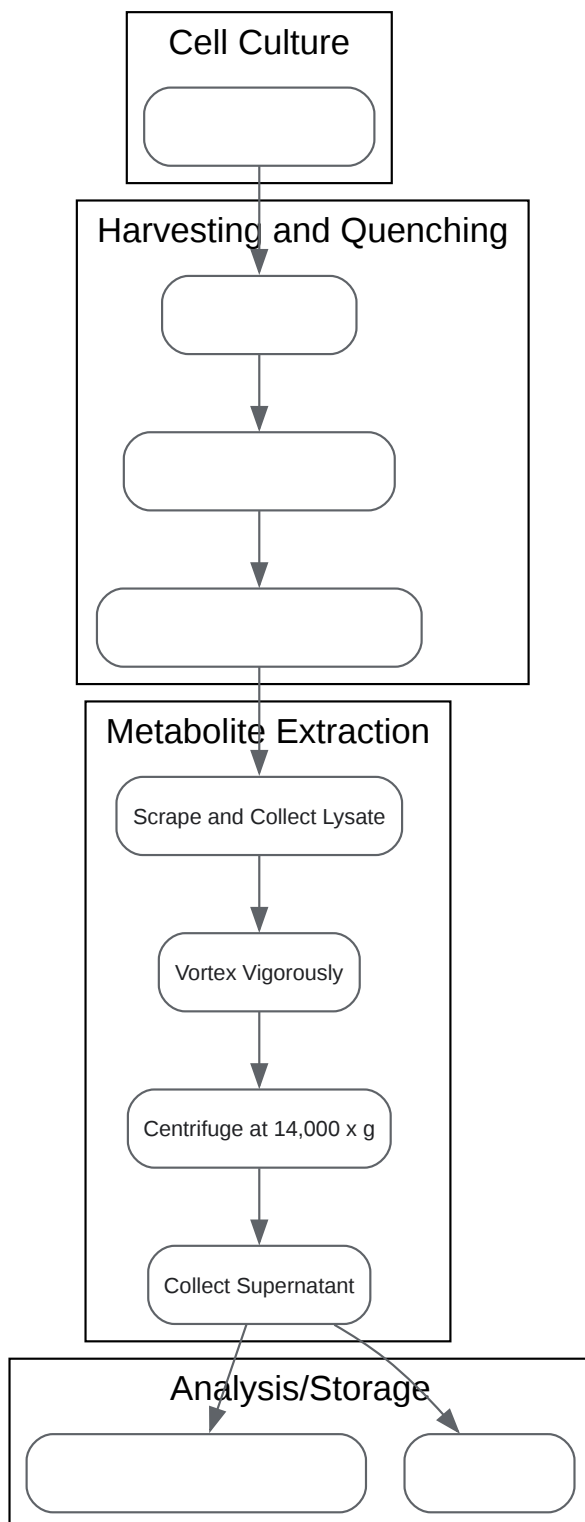 Cell Culture
Harvesting and Quenching
Metabolite Extraction
Scrape and Collect Lysate
Vortex Vigorously
Centrifuge at 14,000 x g
Collect Supernatant
Analysis/Storage